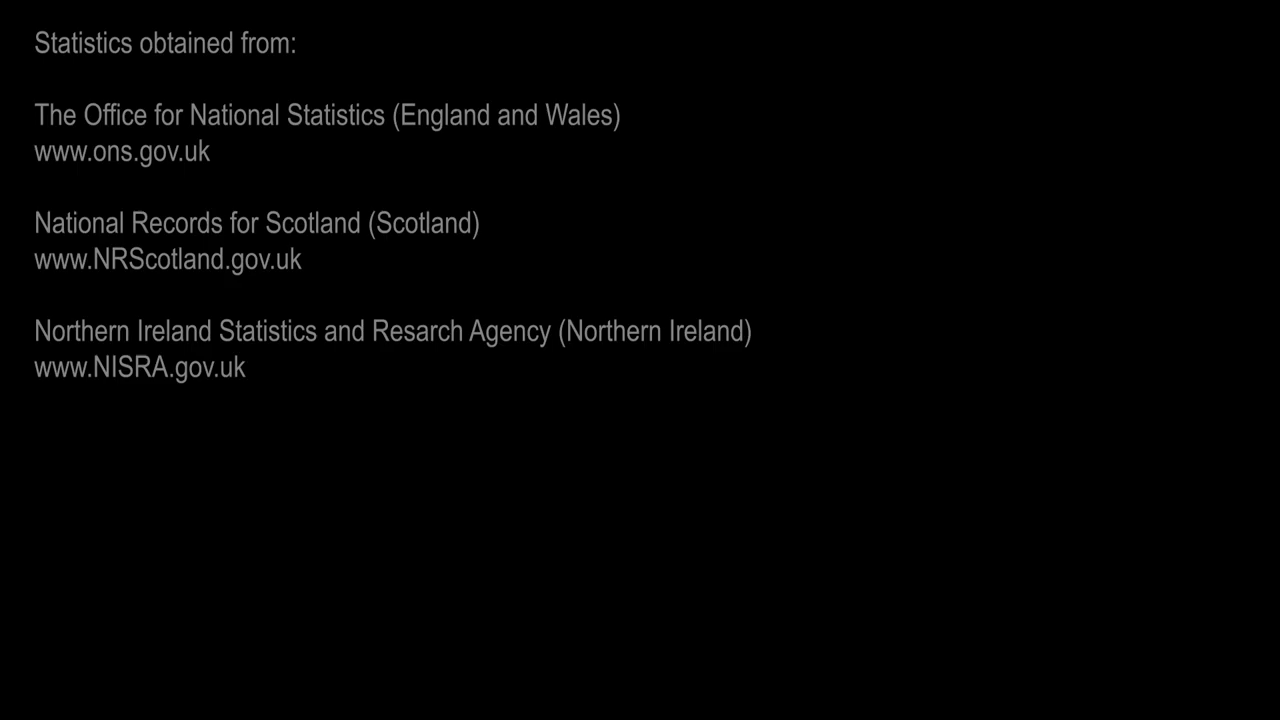 Statistics obtained from:
The Office for National Statistics (England and Wales)
www.ons.gov.uk
National Records for Scotland (Scotland)
www.NRScotland.gov.uk
Northern Ireland Statistics and Resarch Agency (Northern Ireland)
www.NISRA.gov.uk